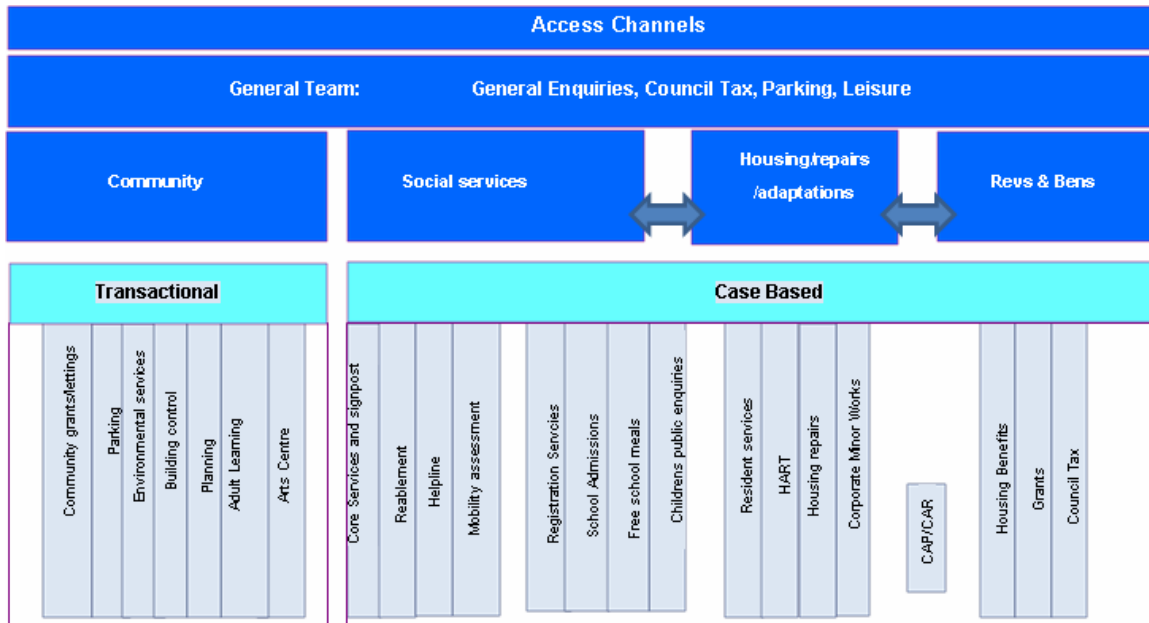 Access Channels
General Team: General Enquiries, Council Tax, Parking, Leisure
Community
Social services
Housing/repairs
/adaptations
Revs & Bens
Transactional
Case Based
Community grants/lettings
Parking
Environmental services
Building control
Planning
Adult Learning
Arts Centre
Core Services and signpost
Reablement
Helpline
Mobility assessment
Registration Servcies
School Admissions
Free school meals
Childrens public enquiries
Resident services
HART
Housing repairs
Corporate Minor Works
CAP/CAR
Housing Benefits
Grants
Council Tax